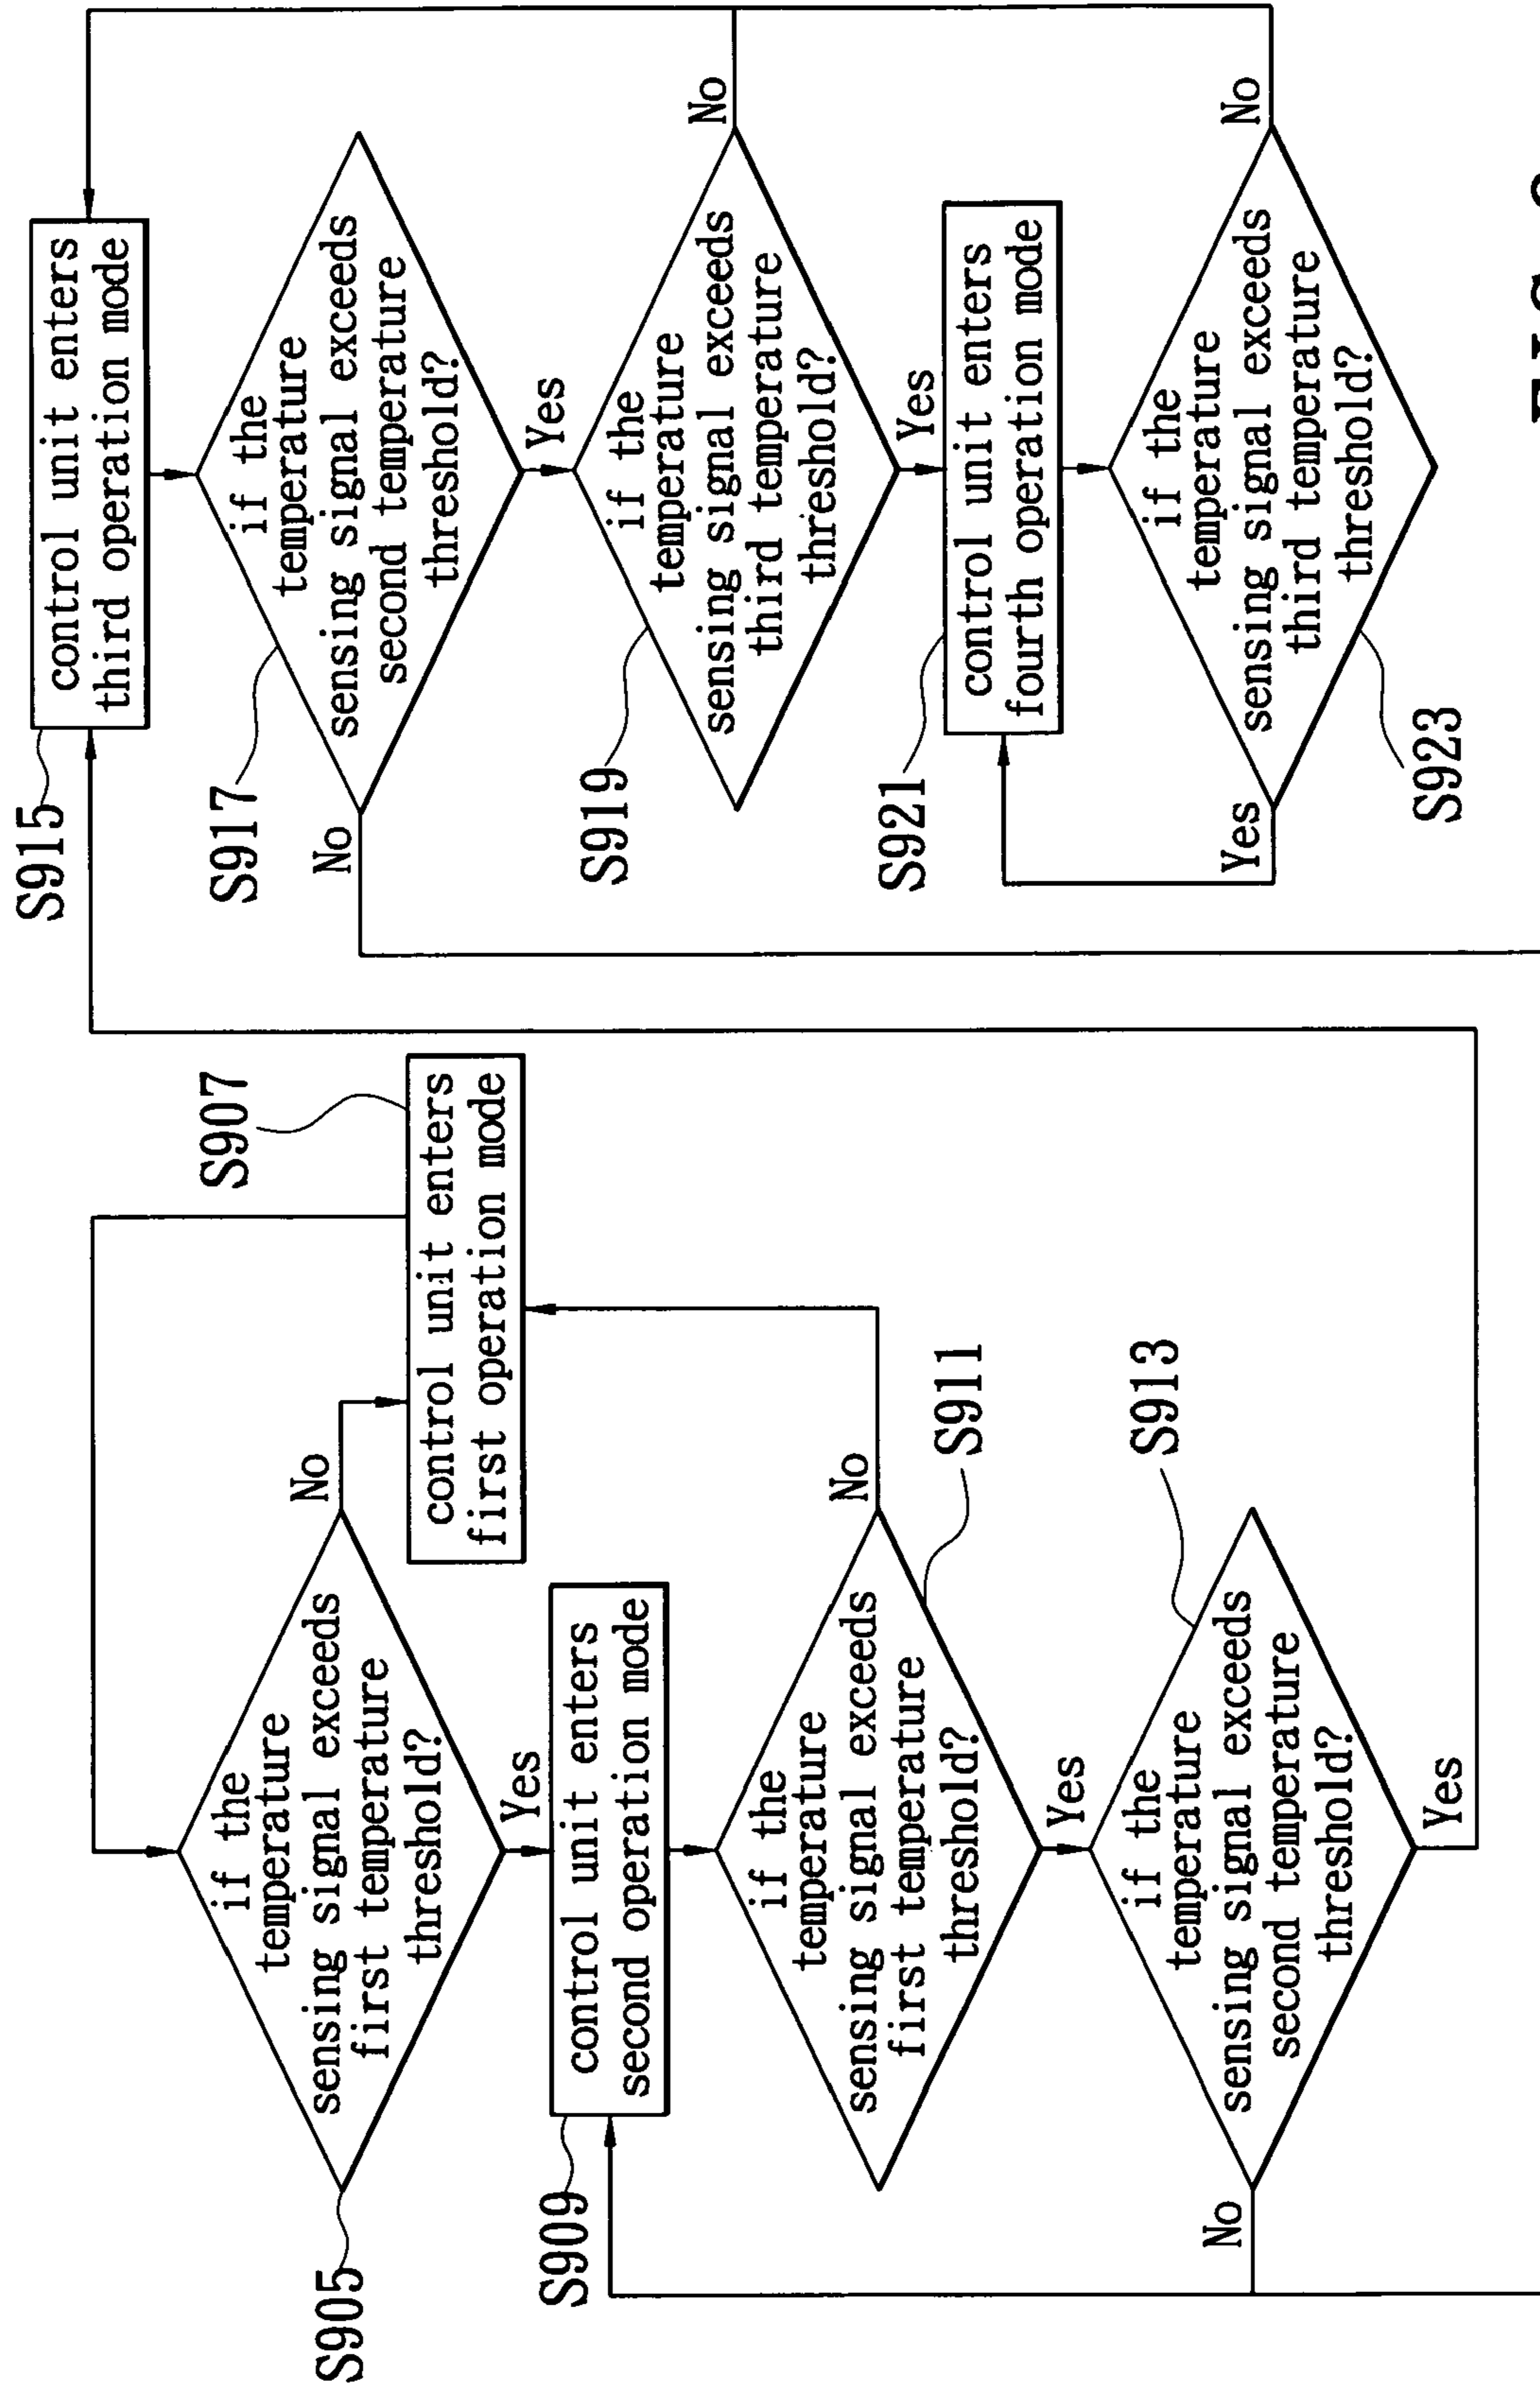 S905
if the
temperature
sensing signal exceeds
first temperature
threshold?
No
Yes
S907
control unit enters
first operation mode
S909
control unit enters
second operation mode
S911
if the
temperature
sensing signal exceeds
first temperature
threshold?
No
Yes
S913
if the
temperature
sensing signal exceeds
second temperature
threshold?
No
Yes
S915
control unit enters
third operation mode
S917
if the
temperature
sensing signal exceeds
second temperature
threshold?
No
Yes
S919
if the
temperature
sensing signal exceeds
third temperature
threshold?
No
Yes
S921
control unit enters
fourth operation mode
S923
if the
temperature
sensing signal exceeds
third temperature
threshold?
No
Yes